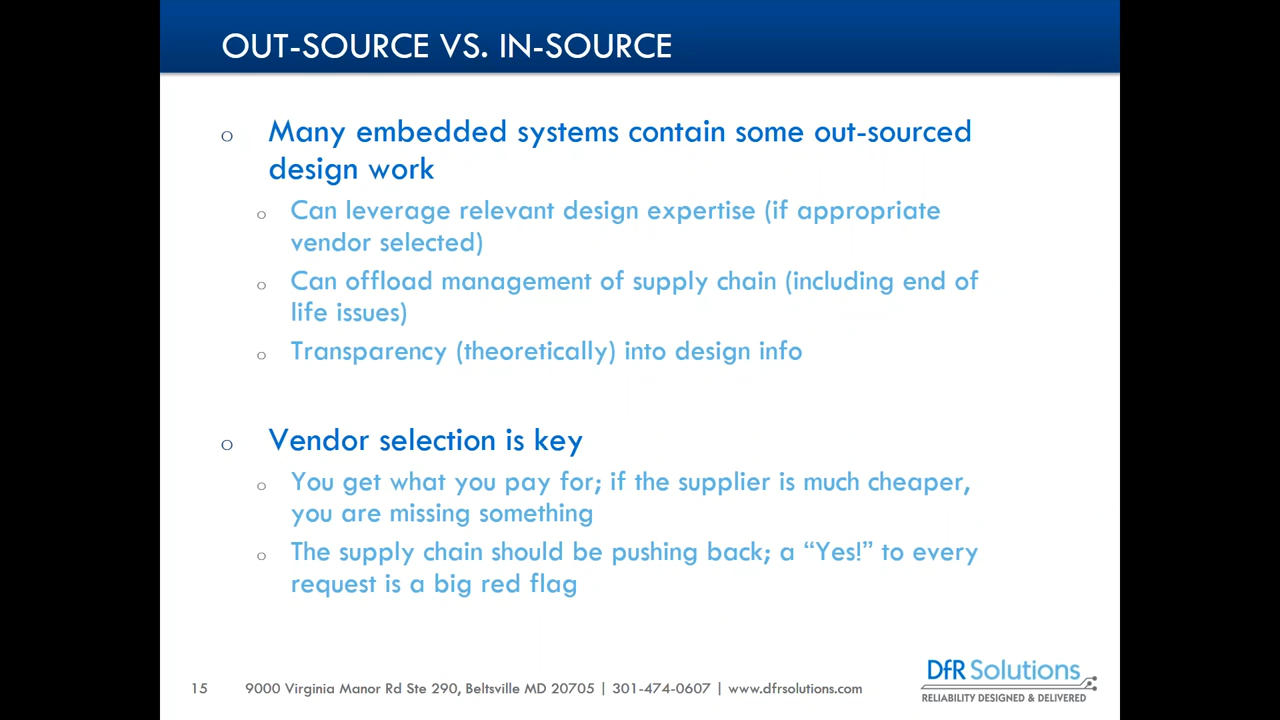 OUT-SOURCE VS. IN-SOURCE
o Many embedded systems contain some out-sourced
design work
o Can leverage relevant design expertise (if appropriate
vendor selected)
o Can offload management of supply chain (including end of
life issues)
o Transparency (theoretically) into design info
o Vendor selection is key
o You get what you pay for; if the supplier is much cheaper,
you are missing something
o The supply chain should be pushing back; a “Yes!” to every
request is a big red flag
15 9000 Virginia Manor Rd Ste 290, Beltsville MD 20705 | 301-474-0607 | www.dfrsolutions.com
DfR Solutions
RELIABILITY DESIGNED & DELIVERED